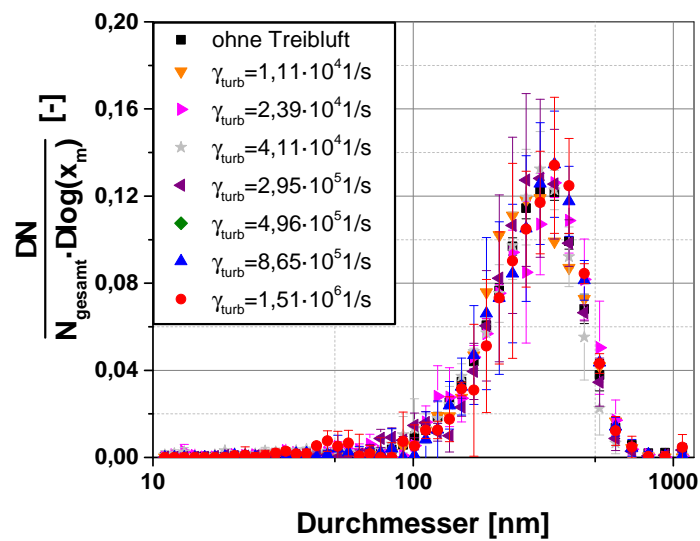 0,20
0,16
0,12
0,08
0,04
0,00
DN
N_gesamt·Dlog(x_m) [-]
ohne Treibluft
γ_turb=1,11·10^4 1/s
γ_turb=2,39·10^4 1/s
γ_turb=4,11·10^4 1/s
γ_turb=2,95·10^5 1/s
γ_turb=4,96·10^5 1/s
γ_turb=8,65·10^5 1/s
γ_turb=1,51·10^6 1/s
10 100 1000
Durchmesser [nm]